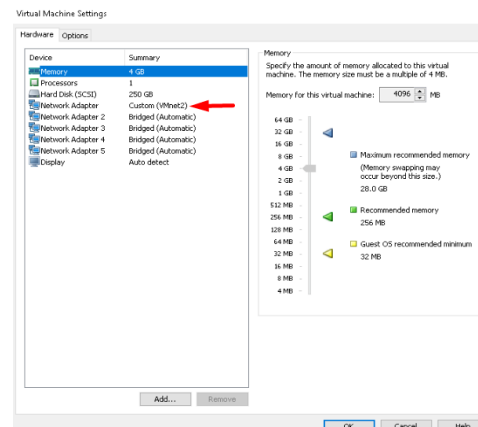 Virtual Machine Settings
Hardware Options
Device Summary
Memory 4 GB
Processors 1
Hard Disk (SCSI) 250 GB
Network Adapter Custom (VMnet2)
Network Adapter 2 Bridged (Automatic)
Network Adapter 3 Bridged (Automatic)
Network Adapter 4 Bridged (Automatic)
Network Adapter 5 Bridged (Automatic)
Display Auto detect
Add... Remove
Memory
Specify the amount of memory allocated to this virtual
machine. The memory size must be a multiple of 4 MB.
Memory for this virtual machine: 4096 MB
64 GB
32 GB
16 GB
8 GB
4 GB
2 GB
1 GB
512 MB
256 MB
128 MB
64 MB
32 MB
16 MB
8 MB
4 MB
Maximum recommended memory
(Memory swapping may
occur beyond this size.)
28.0 GB
Recommended memory
256 MB
Guest OS recommended minimum
32 MB
OK Cancel Help